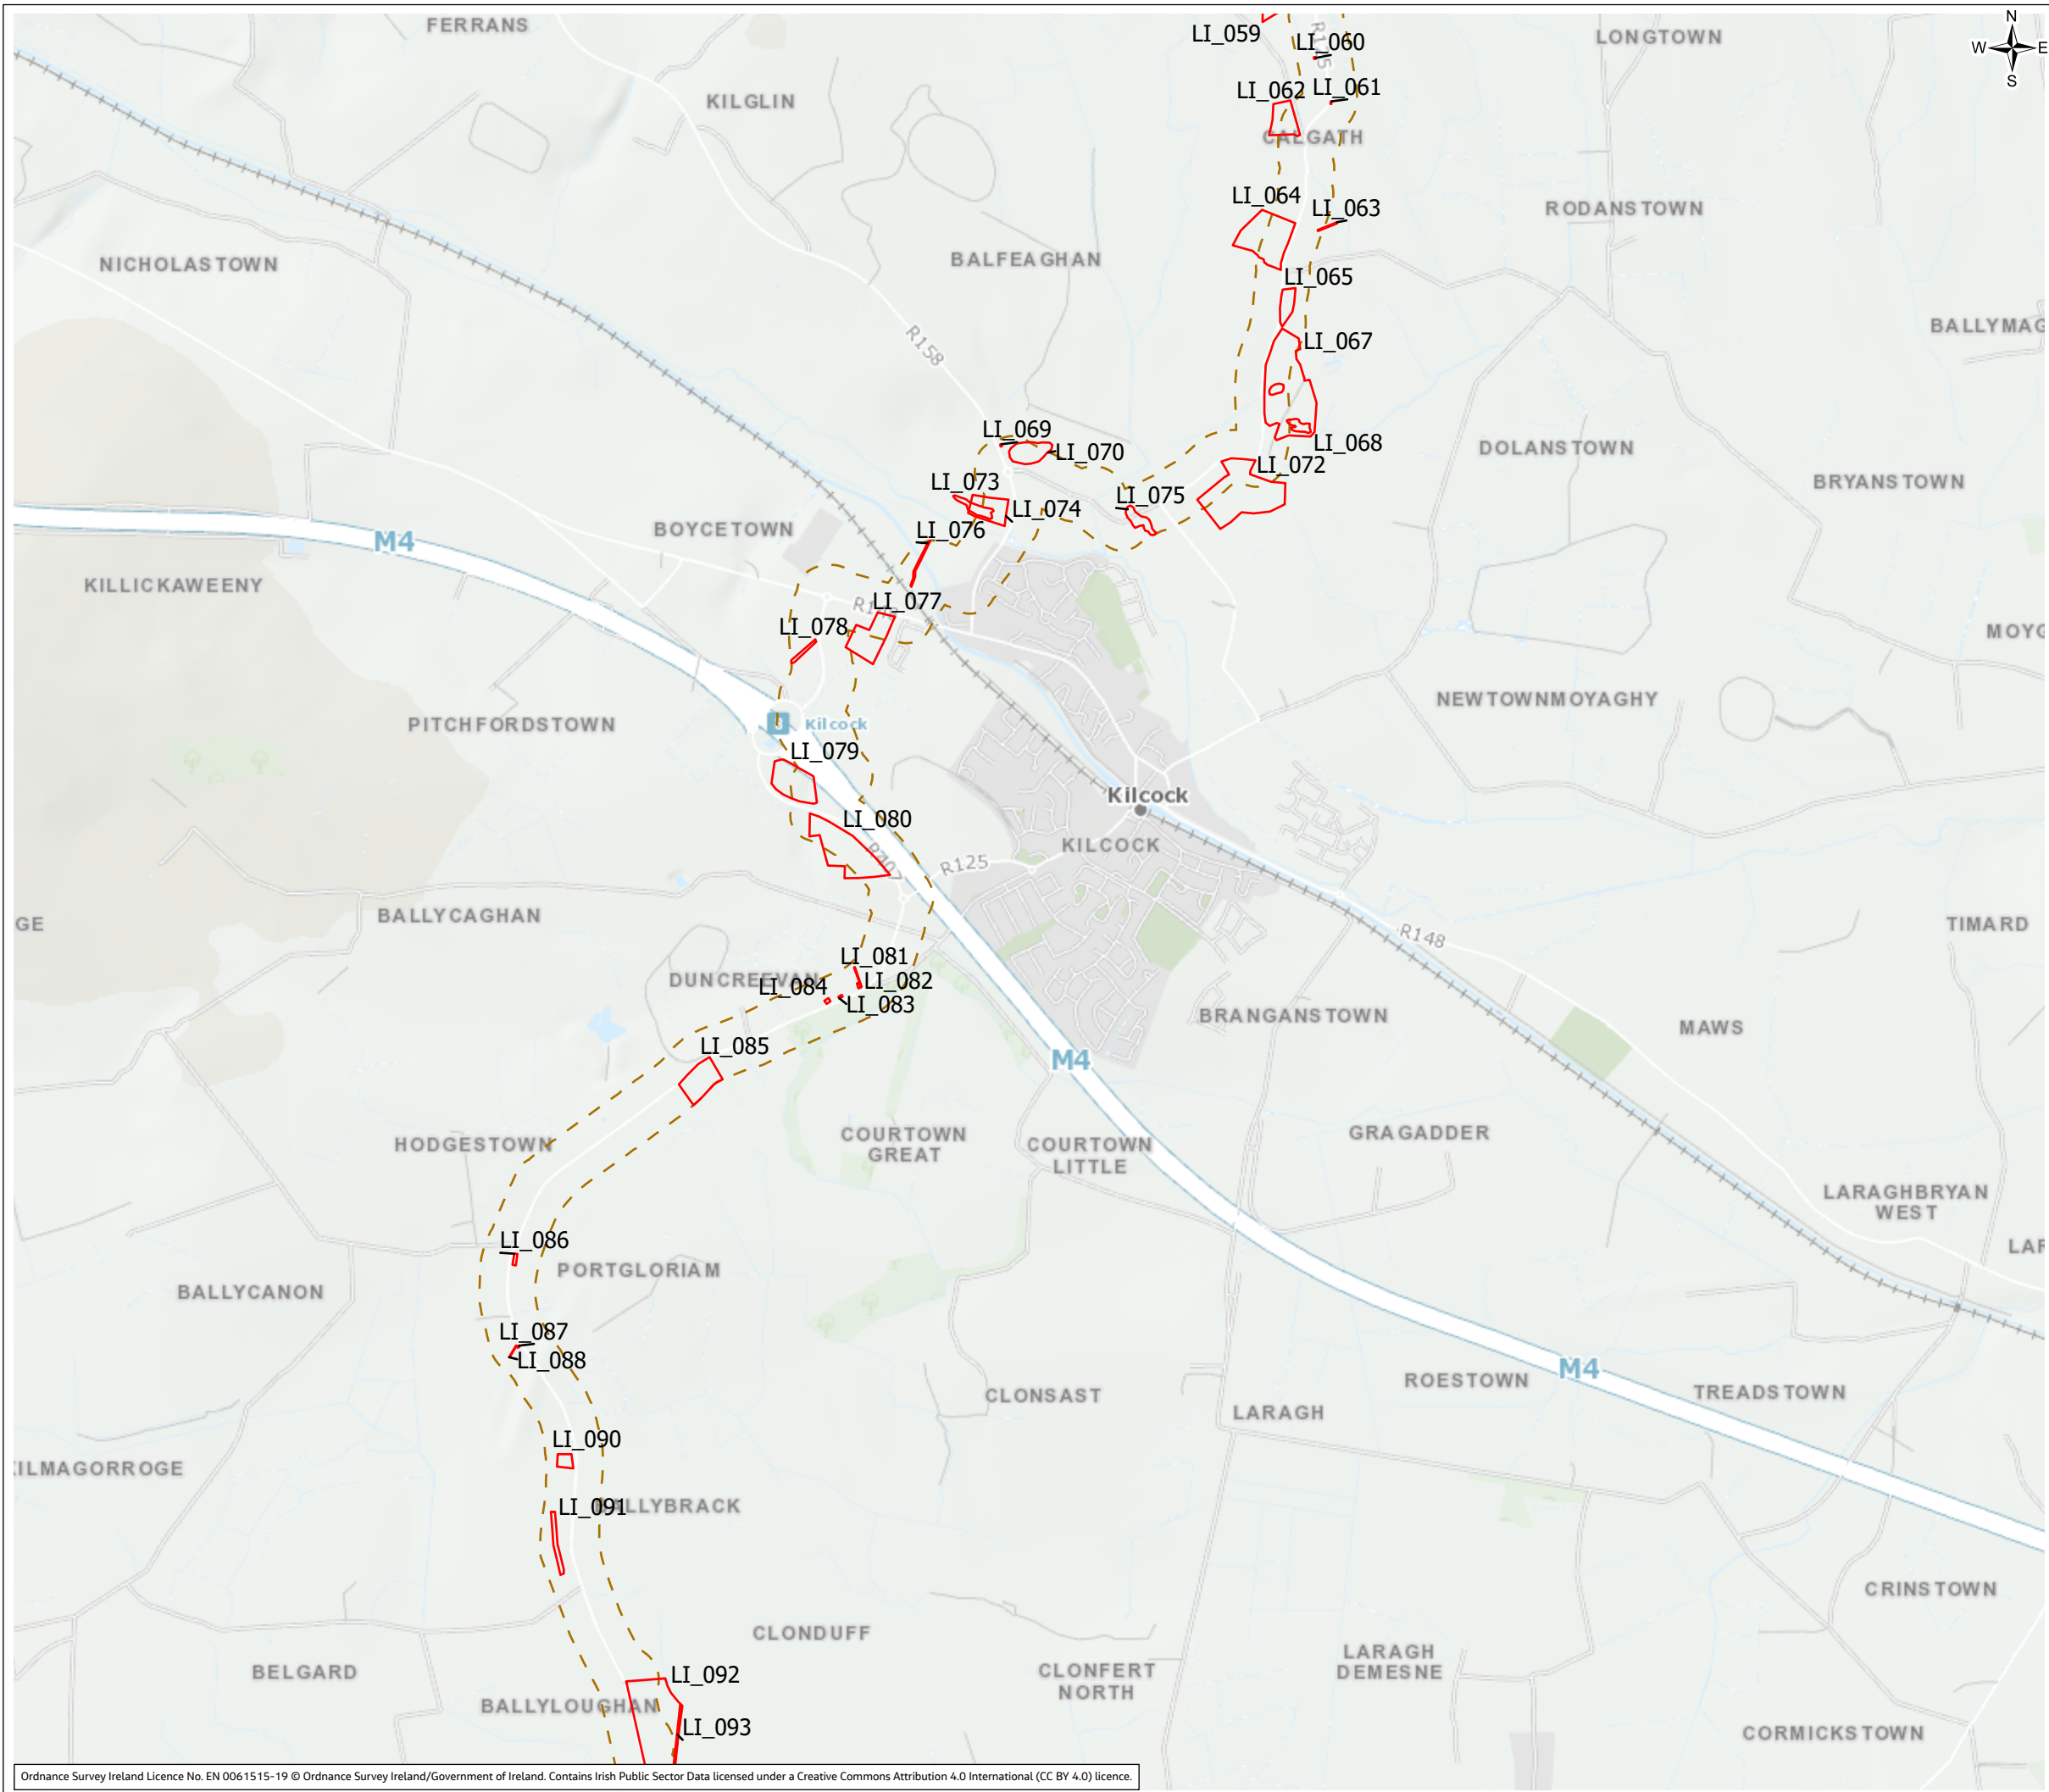 FERRANS
LI_059
R125
LI_060
LONGTOWN
N
W
E
S
KILGLIN
LI_062
LI_061
CALGATH
LI_064
LI_063
RODANSTOWN
NICHOLASTOWN
BALFEAGHAN
LI_065
R158
LI_067
BALLYMAG
LI_069
LI_070
LI_068
DOLANSTOWN
LI_072
LI_073
LI_075
BRYANSTOWN
LI_074
BOYCETOWN
LI_076
M4
KILLICKAWEENY
LI_077
LI_078
MOYG
NEWTOWNMOYAGHY
PITCHFORDSTOWN
Kilcock
LI_079
Kilcock
LI_080
KILCOCK
R407
R125
BALLYCAGHAN
GE
TIMARD
R148
LI_081
DUNCREEVAN
LI_082
LI_084
LI_083
BRANGANSTOWN
MAWS
LI_085
M4
HODGESTOWN
COURTOWN
GREAT
COURTOWN
LITTLE
GRAGADDER
LARAGHBRYAN
WEST
LI_086
LAR
PORTGLORIAM
BALLYCANON
LI_087
LI_088
M4
ROESTOWN
CLONSAST
TREADSTOWN
LARAGH
LI_090
KILMAGORROGE
LI_091
BALLYBRACK
CRINSTOWN
CLONDUFF
LARAGH
DEMESNE
BELGARD
CLONFERT
NORTH
LI_092
BALLYLOUGHAN
LI_093
CORMICKSTOWN
Ordnance Survey Ireland Licence No. EN 0061515-19 © Ordnance Survey Ireland/Government of Ireland. Contains Irish Public Sector Data licensed under a Creative Commons Attribution 4.0 International (CC BY 4.0) licence.